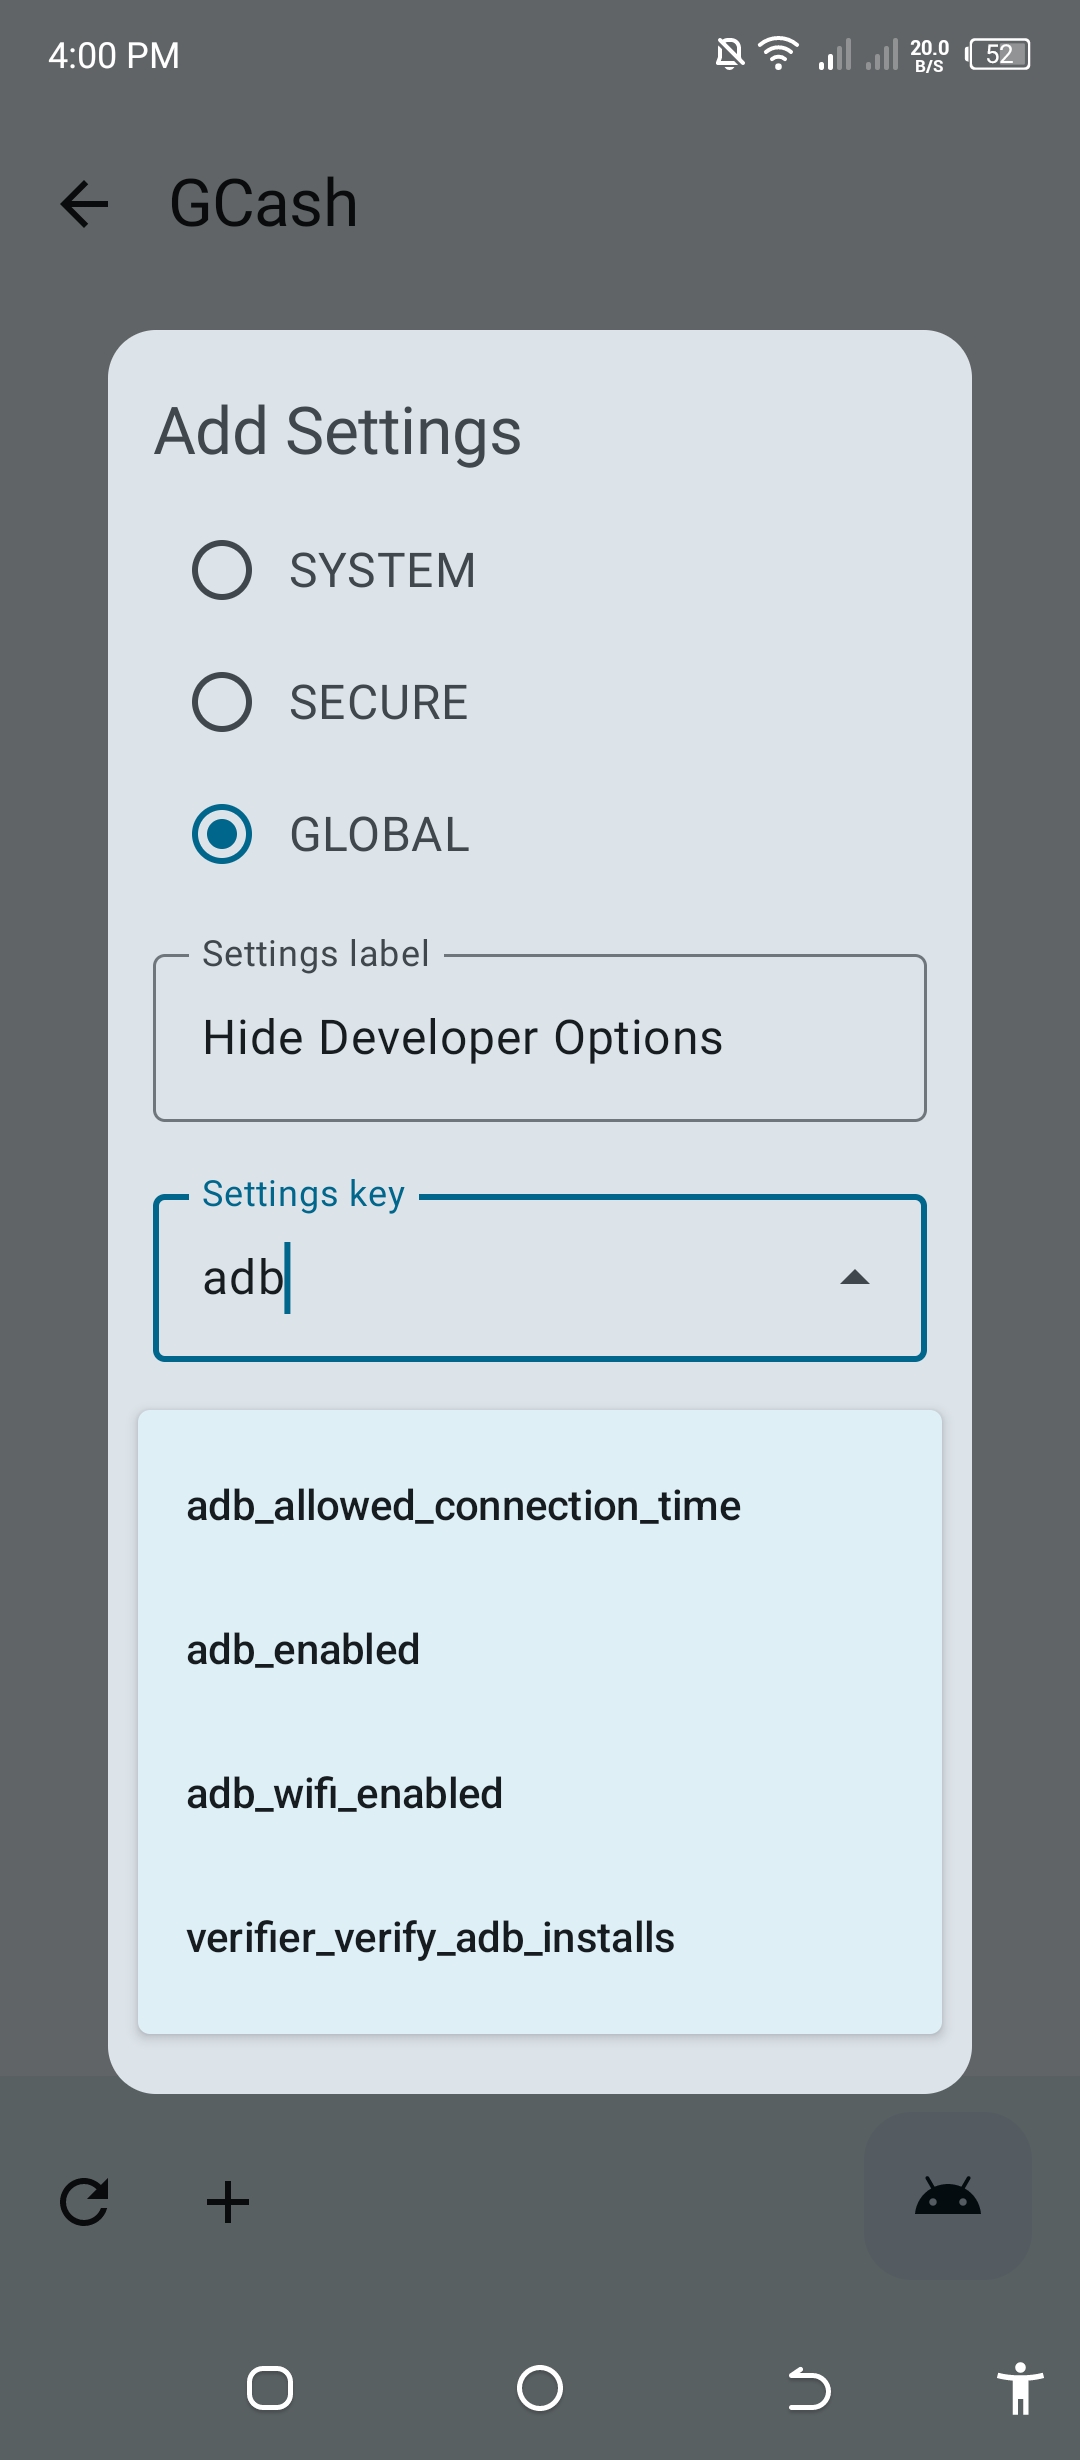 4:00 PM
20.0
B/S
52
GCash
Add Settings
SYSTEM
SECURE
GLOBAL
Settings label
Hide Developer Options
Settings key
adb
adb_allowed_connection_time
adb_enabled
adb_wifi_enabled
verifier_verify_adb_installs